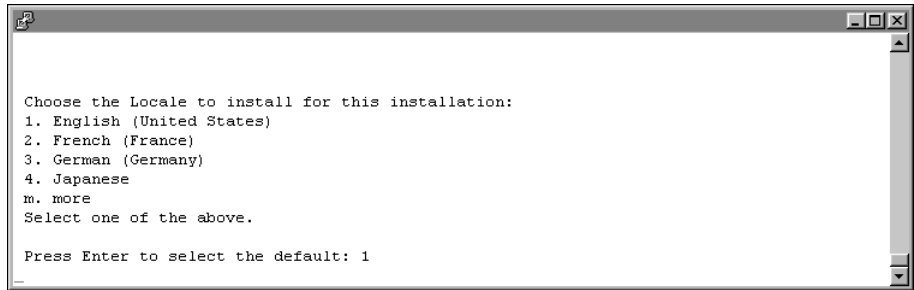 Choose the Locale to install for this installation:
1. English (United States)
2. French (France)
3. German (Germany)
4. Japanese
m. more
Select one of the above.
Press Enter to select the default: 1
_